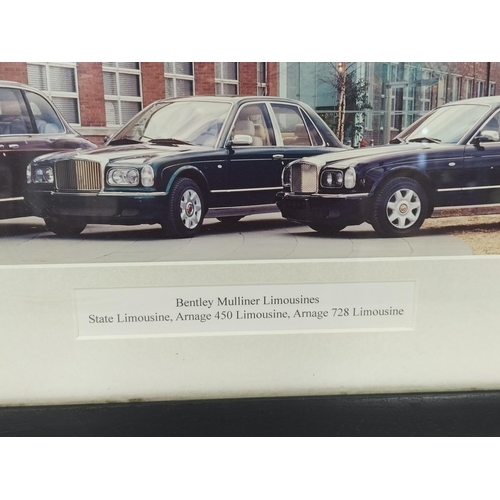 Bentley Mulliner Limousines
State Limousine, Arnage 450 Limousine, Arnage 728 Limousine